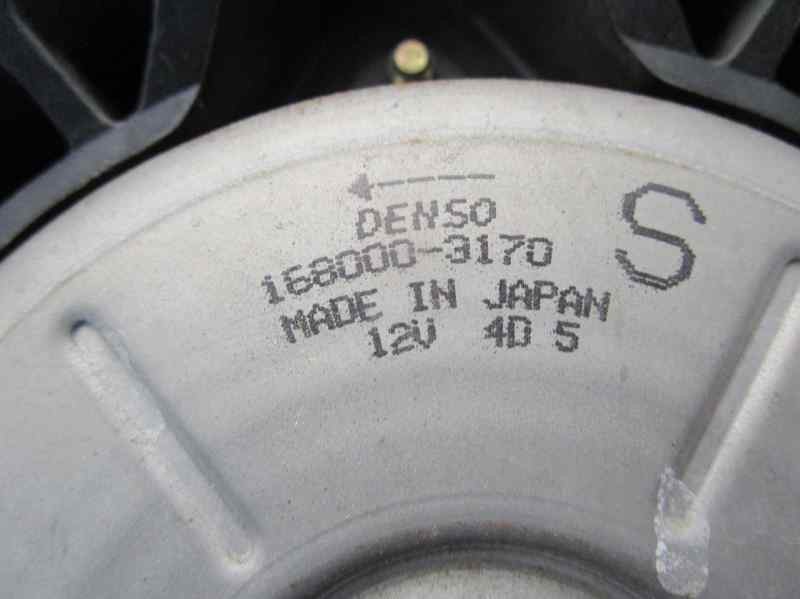 DENSO
S
168000-3170
MADE IN JAPAN
12V 4D 5